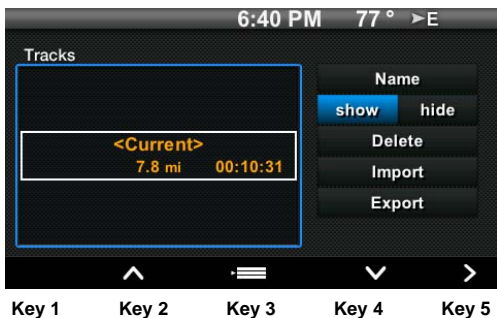 6:40 PM 77 ° ➤E
Tracks
Name
show hide
<Current>
7.8 mi 00:10:31
Delete
Import
Export
Key 1 Key 2 Key 3 Key 4 Key 5